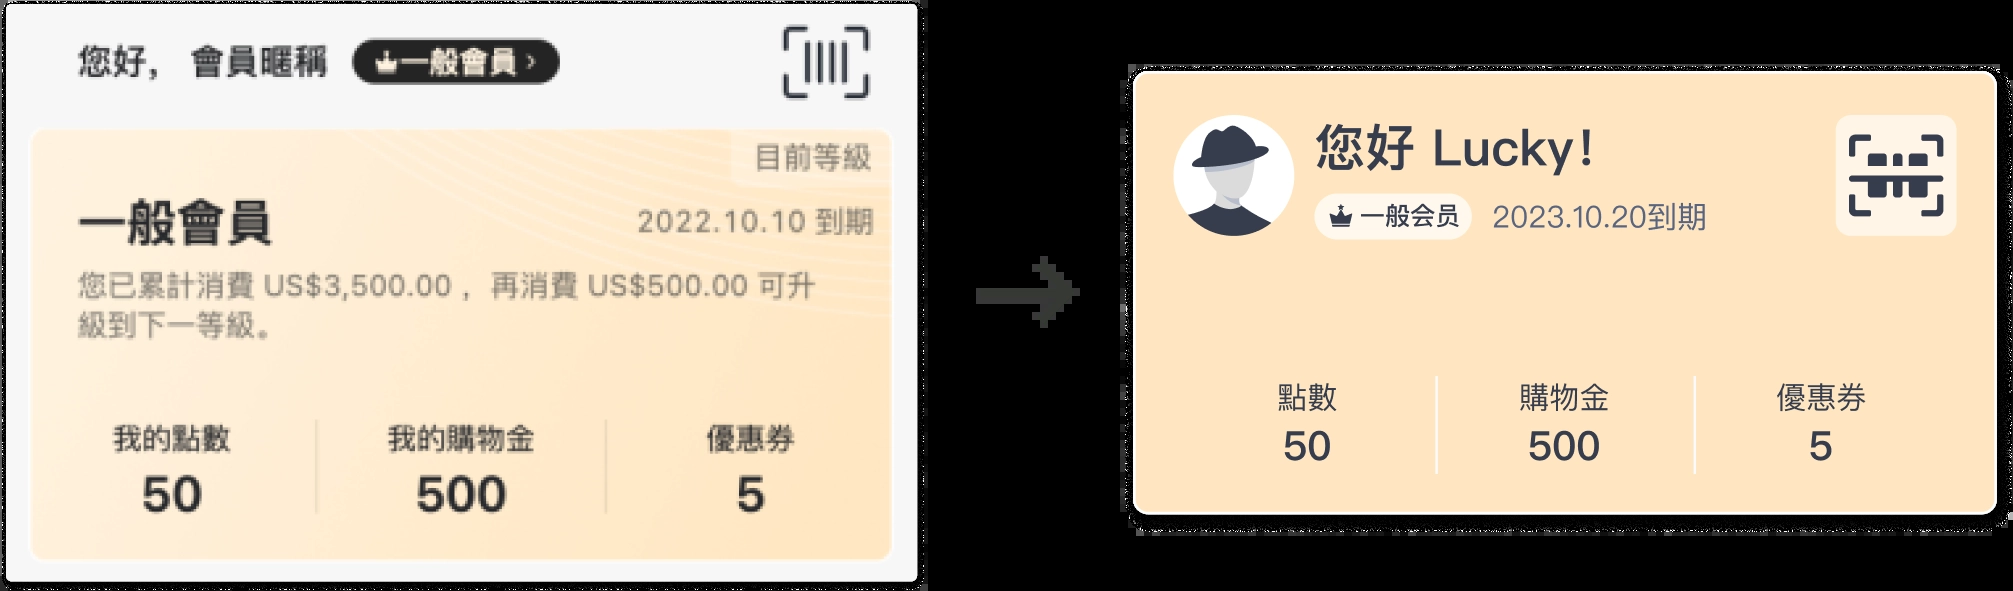 您好， 會員暱稱
一般會員 ›
目前等級
一般會員
2022.10.10 到期
您已累計消費 US$3,500.00 ，再消費 US$500.00 可升
級到下一等級。
我的點數
我的購物金
優惠券
50
500
5
您好 Lucky!
一般会员
2023.10.20到期
點數
購物金
優惠券
50
500
5